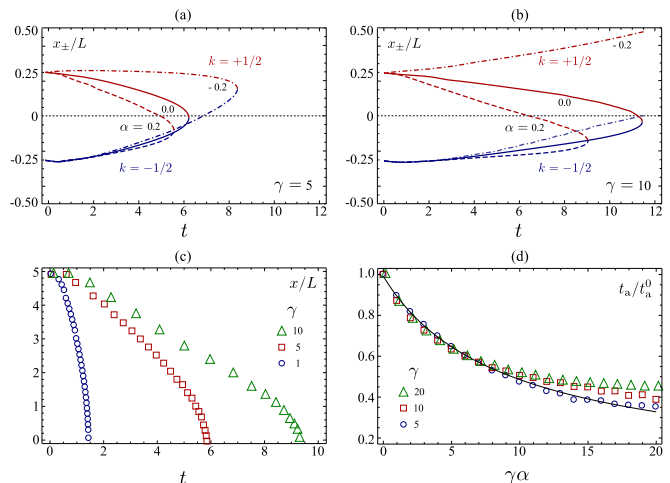 (a)
x±/L
0.50
0.25
0
-0.25
-0.50
k = +1/2
- 0.2
0.0
α = 0.2
k = −1/2
γ = 5
0 2 4 6 8 10 12
t
(b)
x±/L
0.50
0.25
0
-0.25
-0.50
- 0.2
k = +1/2
0.0
α = 0.2
k = −1/2
γ = 10
0 2 4 6 8 10 12
t
(c)
x/L
γ
10
5
1
5
4
3
2
1
0
0 2 4 6 8 10
t
(d)
tₐ/tₐ⁰
1.0
0.8
0.6
0.4
0.2
γ
20
10
5
0 5 10 15 20
γα